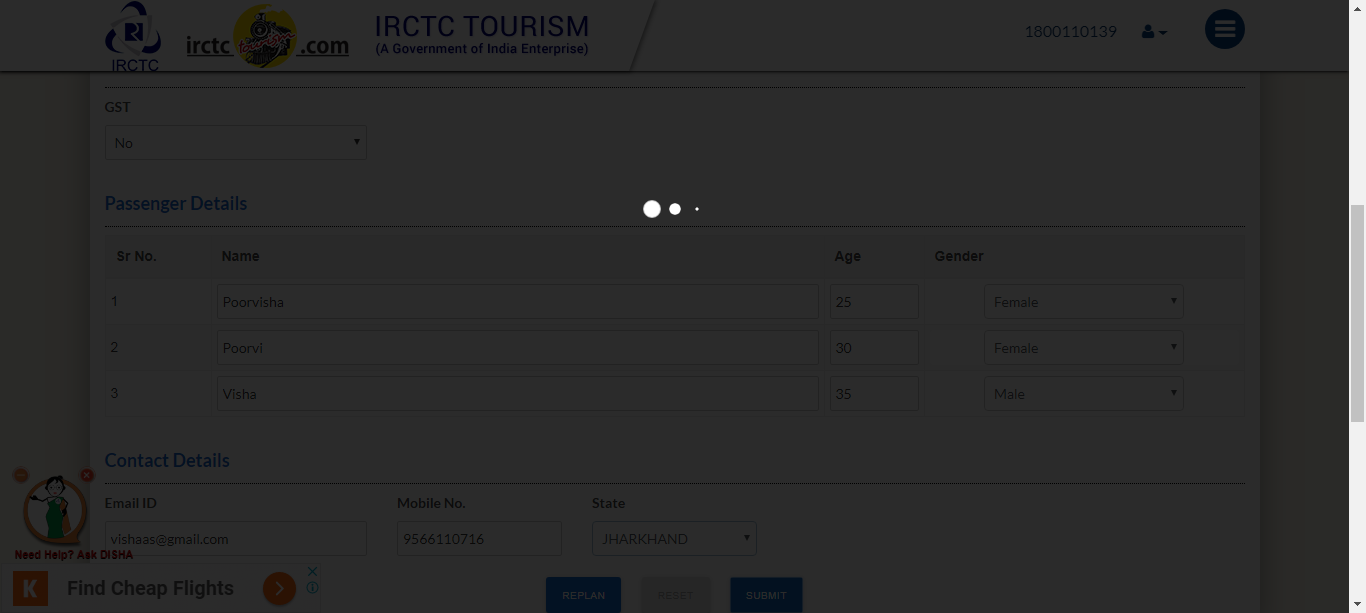 IRCTC
irctc tourism .com
IRCTC TOURISM
(A Government of India Enterprise)
1800110139
GST
No
Passenger Details
Sr No. Name Age Gender
1 Poorvisha 25 Female
2 Poorvi 30 Female
3 Visha 35 Male
Contact Details
Email ID Mobile No. State
vishaas@gmail.com 9566110716 JHARKHAND
Need Help? Ask DISHA
K Find Cheap Flights
REPLAN RESET SUBMIT